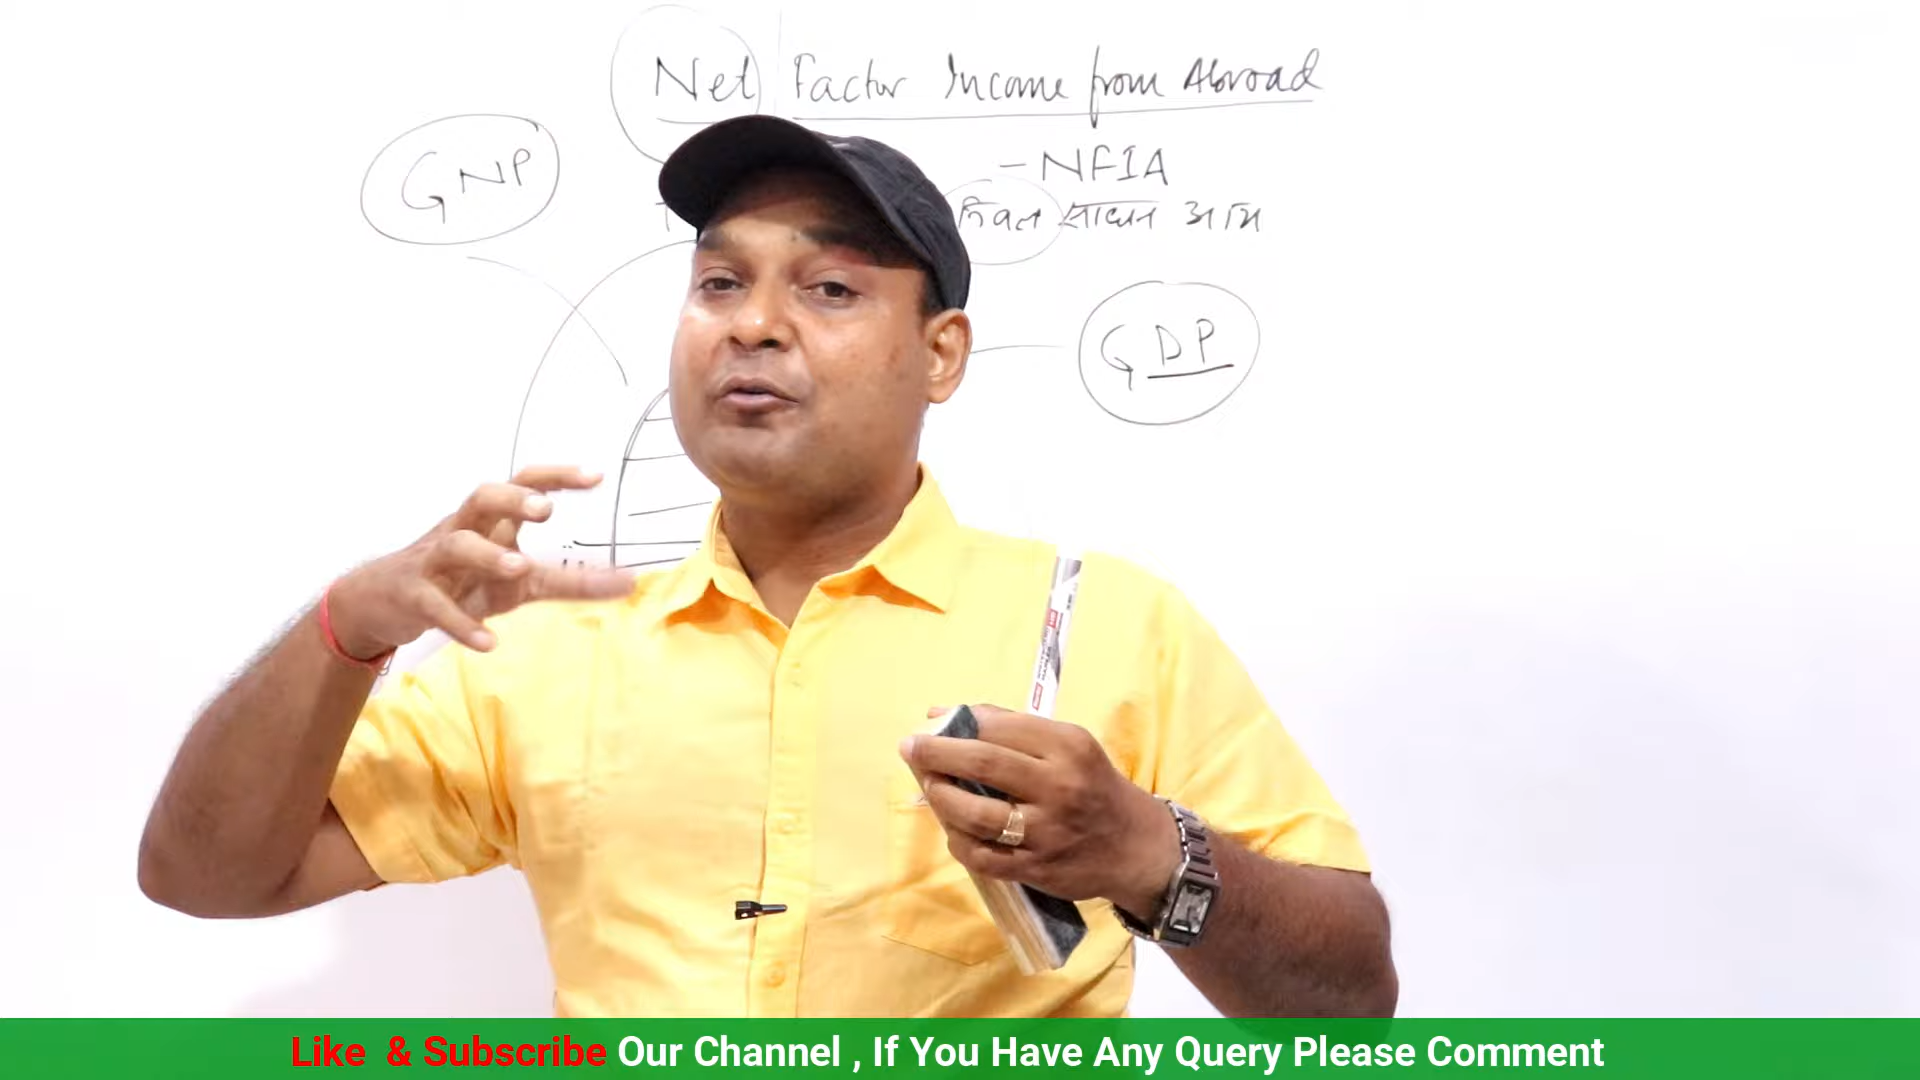 Net Factor Income from Abroad
GNP
- NFIA
निवल साधन आय
GDP
Like & Subscribe Our Channel , If You Have Any Query Please Comment